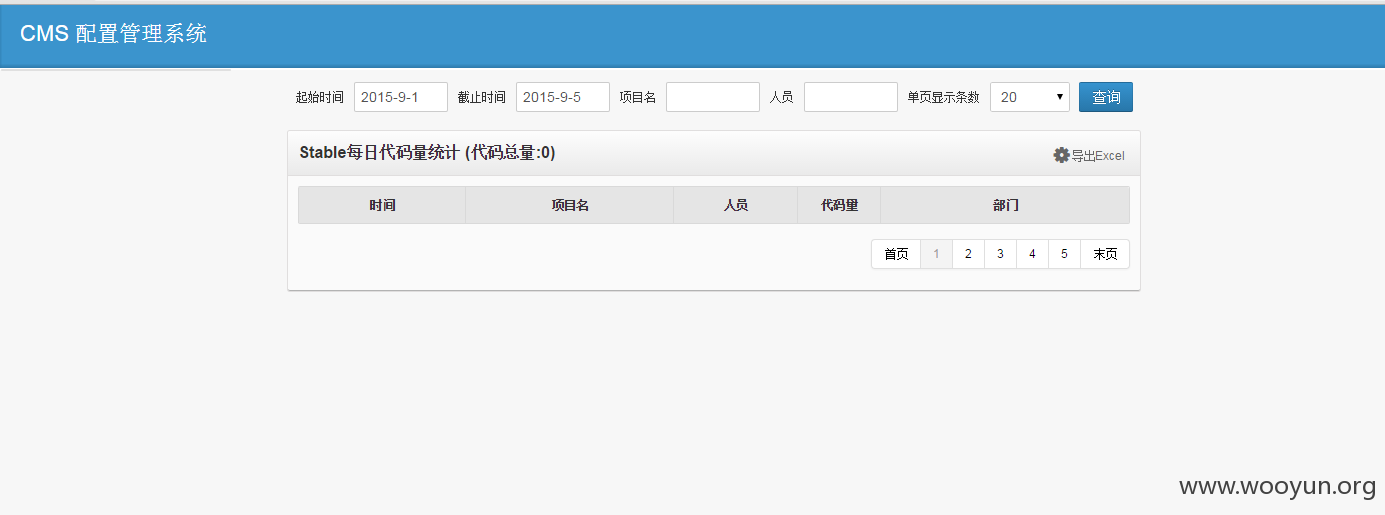 CMS 配置管理系统
起始时间 2015-9-1 截止时间 2015-9-5 项目名 人员 单页显示条数 20 查询
Stable每日代码量统计 (代码总量:0) 导出Excel
时间 项目名 人员 代码量 部门
首页 1 2 3 4 5 末页
www.wooyun.org